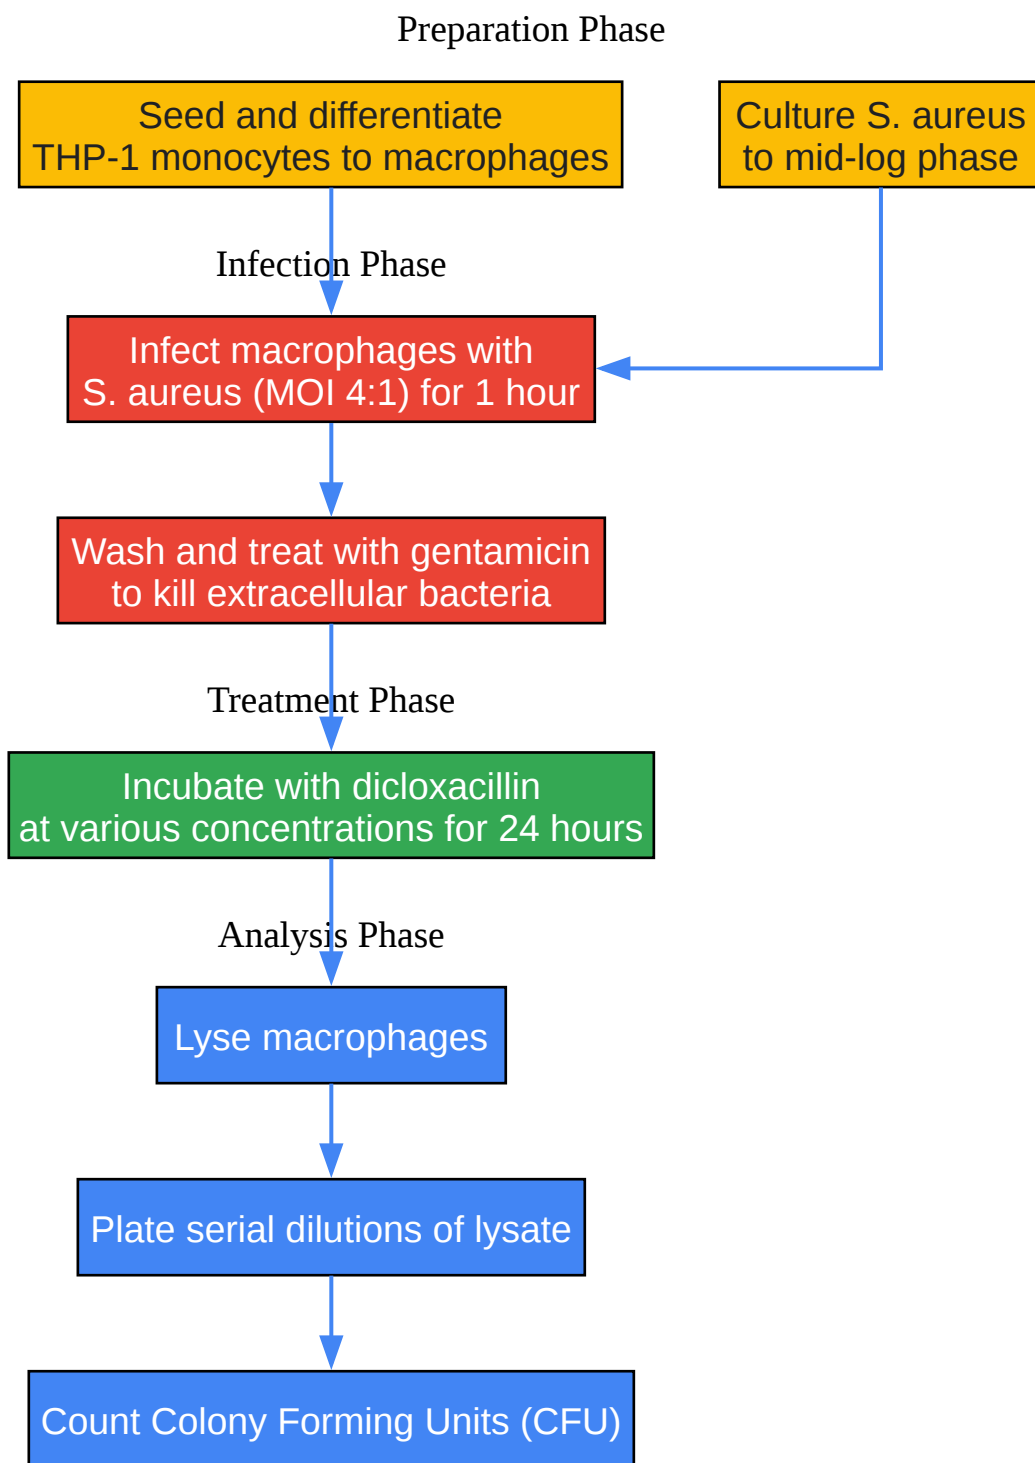 Preparation Phase
Seed and differentiate
THP-1 monocytes to macrophages
Culture S. aureus
to mid-log phase
Infection Phase
Infect macrophages with
S. aureus (MOI 4:1) for 1 hour
Wash and treat with gentamicin
to kill extracellular bacteria
Treatment Phase
Incubate with dicloxacillin
at various concentrations for 24 hours
Analysis Phase
Lyse macrophages
Plate serial dilutions of lysate
Count Colony Forming Units (CFU)